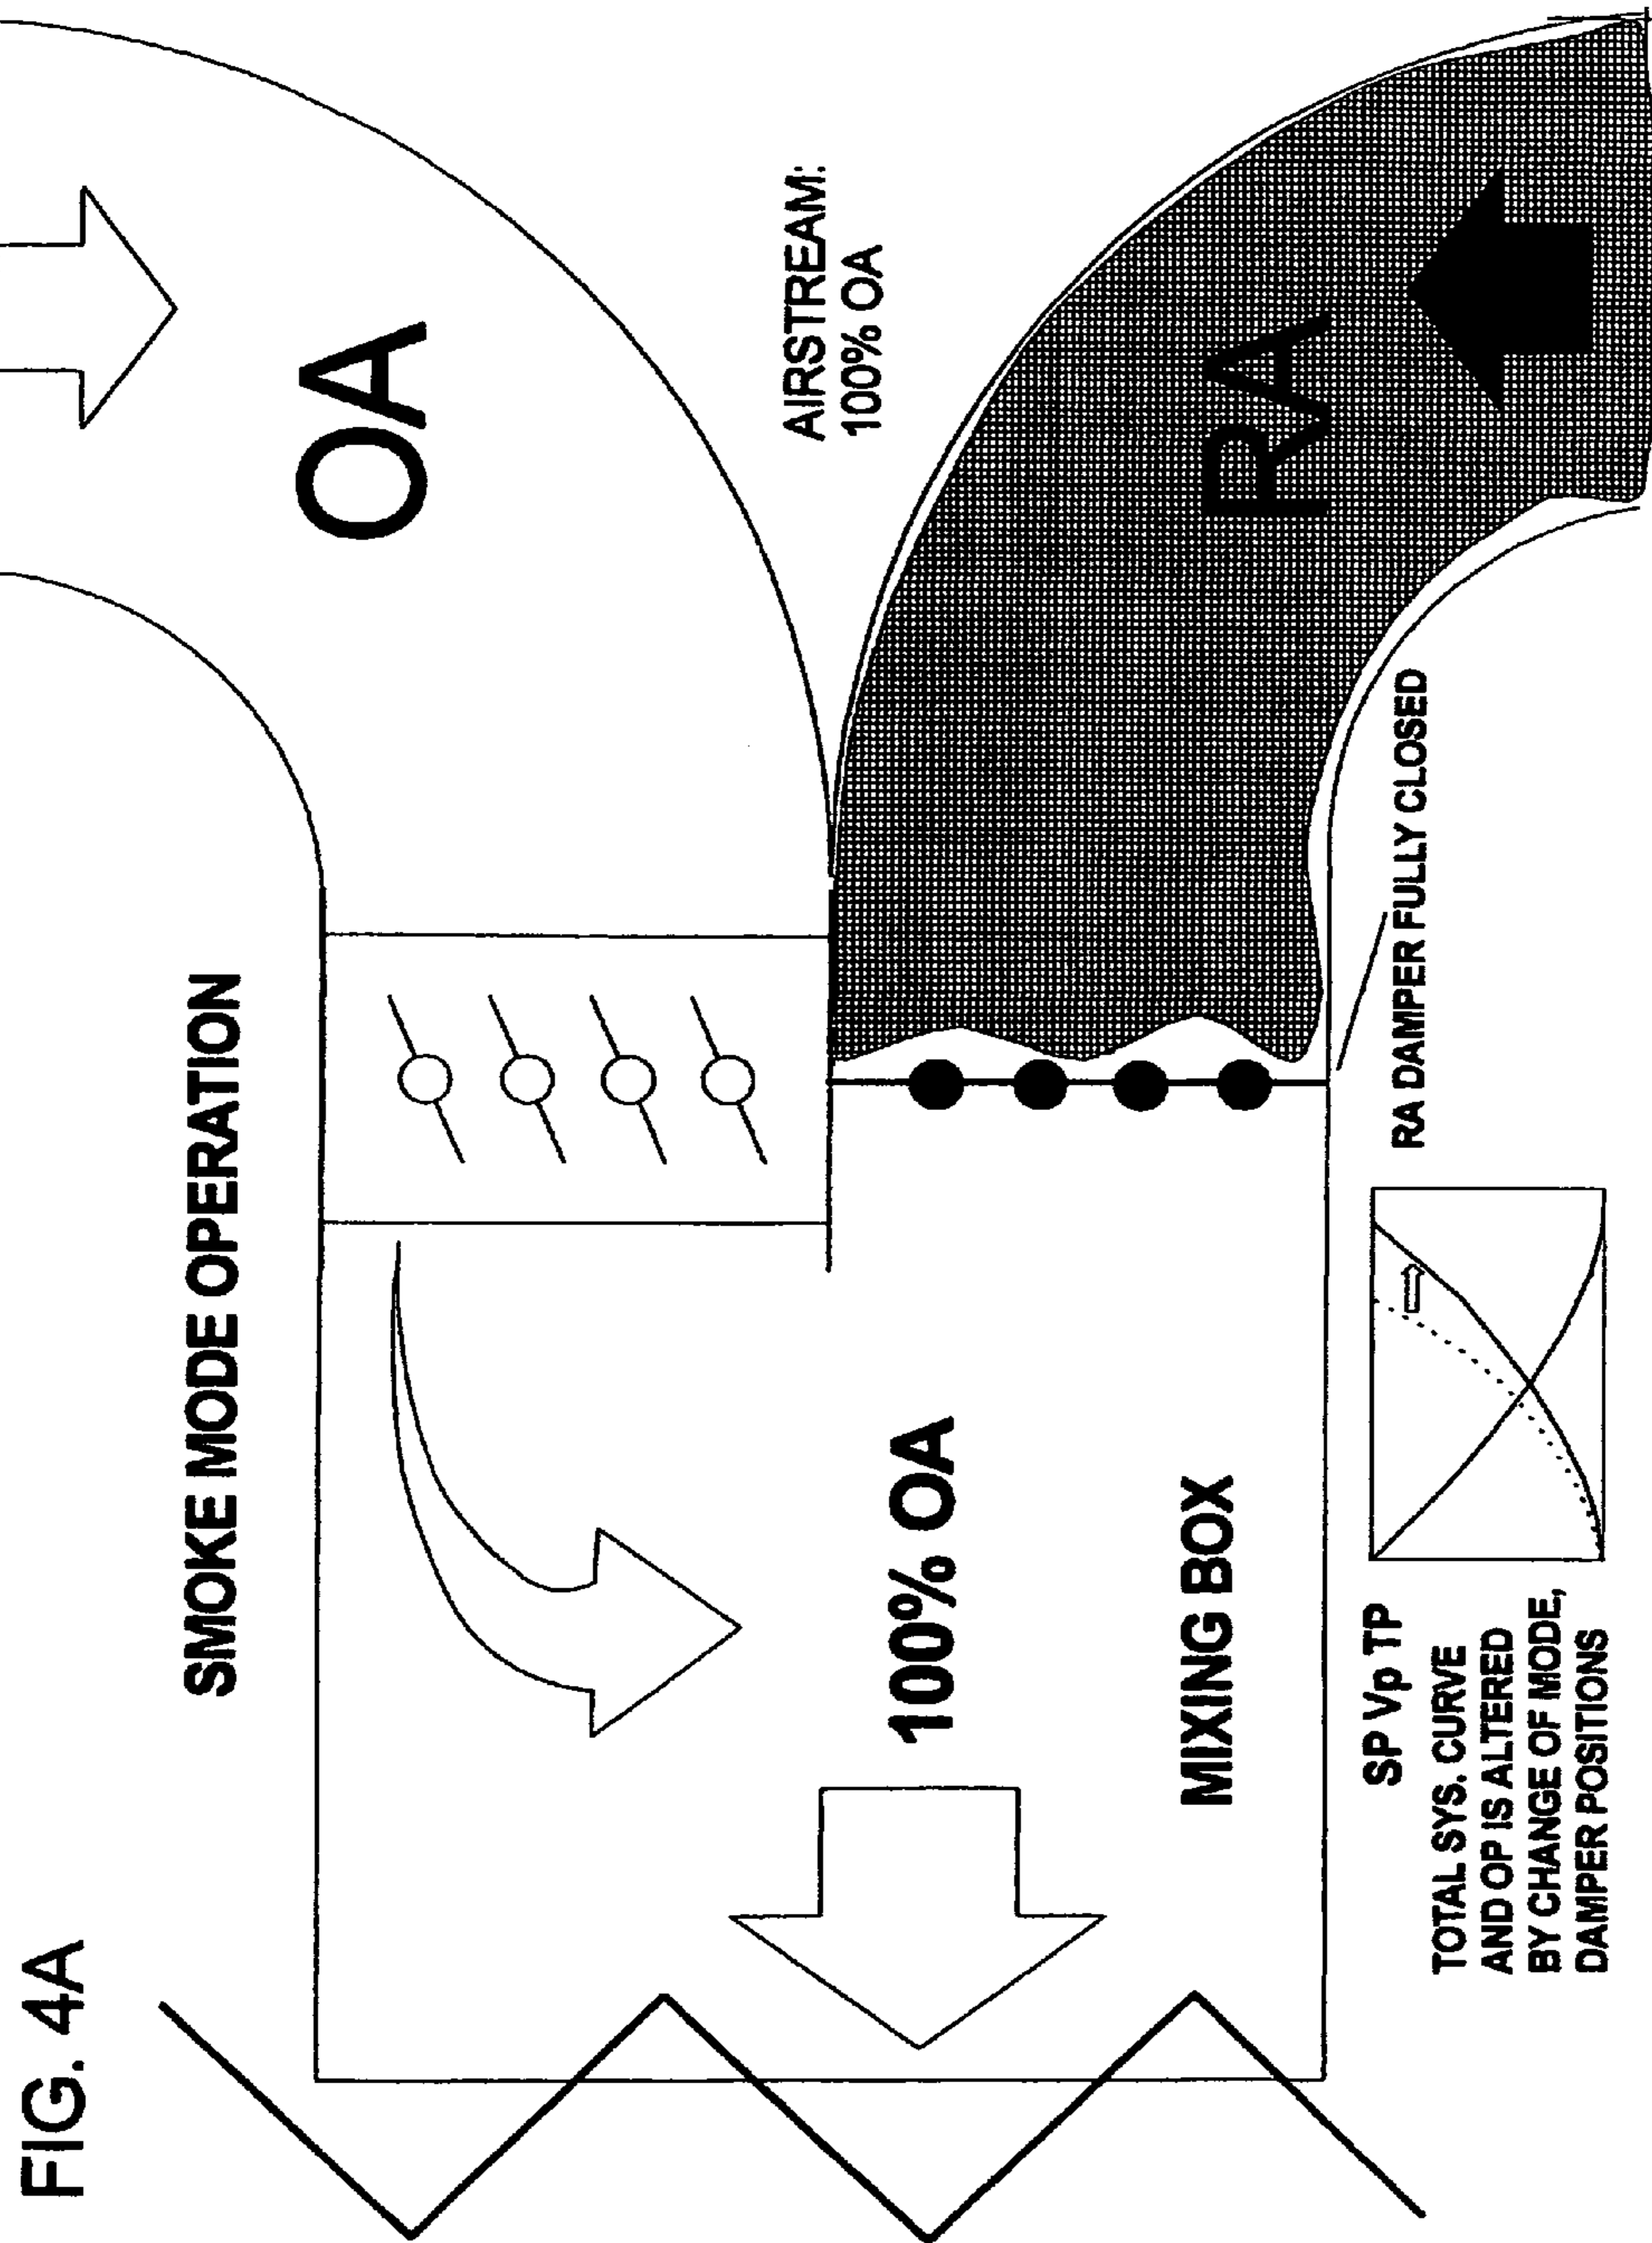 FIG. 4A
SMOKE MODE OPERATION
OA
AIRSTREAM:
100% OA
100% OA
MIXING BOX
RA
RA DAMPER FULLY CLOSED
SP Vp TP
TOTAL SYS. CURVE
AND OP IS ALTERED
BY CHANGE OF MODE,
DAMPER POSITIONS